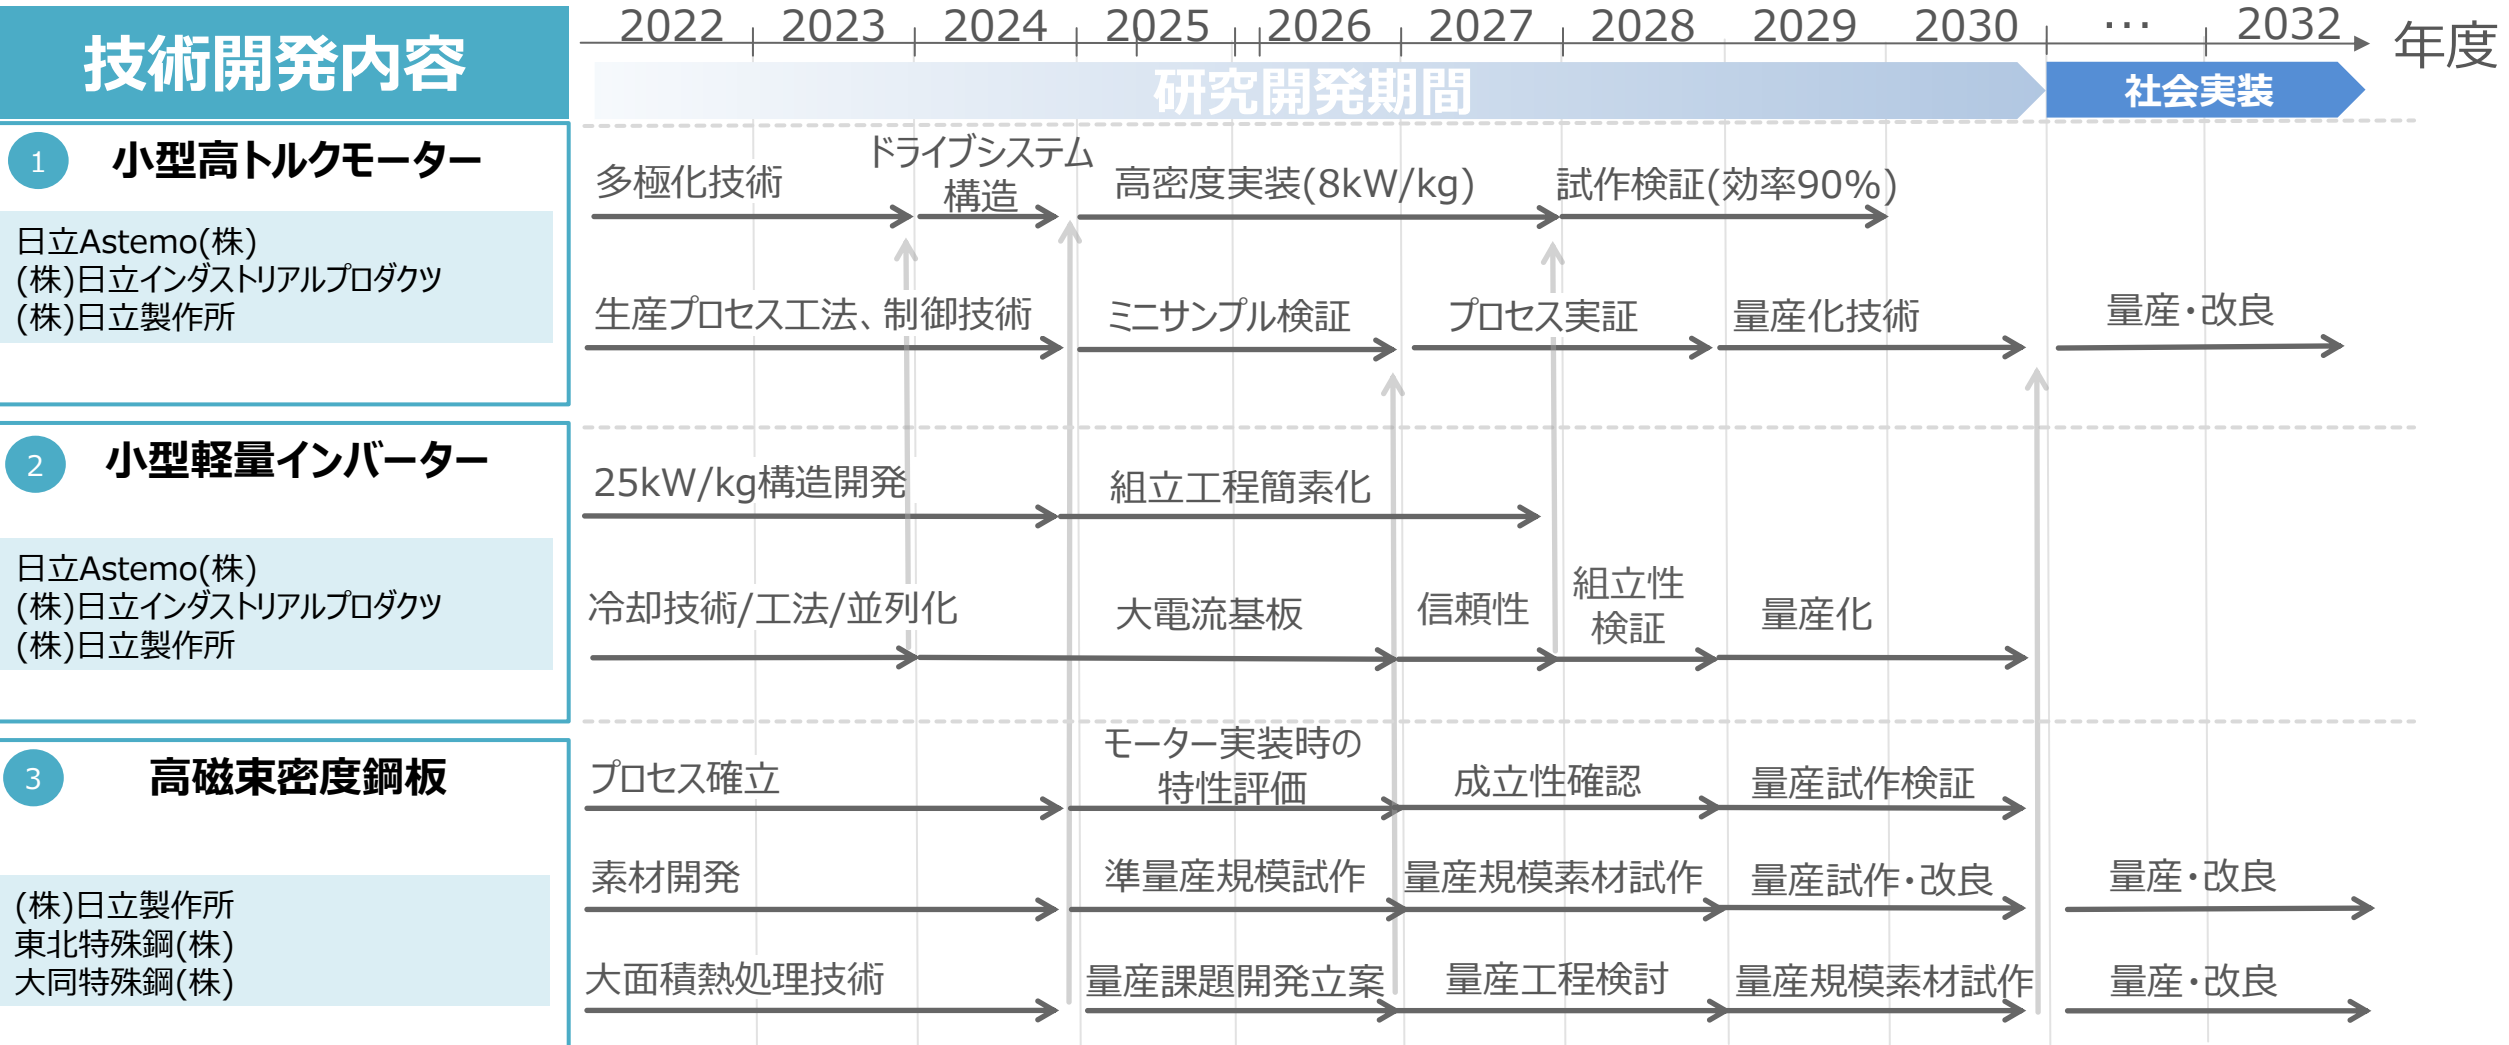 技術開発内容
2022 2023 2024 2025 2026 2027 2028 2029 2030 … 2032 年度
研究開発期間 社会実装
1 小型高トルクモーター
日立Astemo(株)
(株)日立インダストリアルプロダクツ
(株)日立製作所
多極化技術
ドライブシステム
構造
高密度実装(8kW/kg)
試作検証(効率90%)
生産プロセス工法、制御技術
ミニサンプル検証
プロセス実証
量産化技術
量産・改良
2 小型軽量インバーター
日立Astemo(株)
(株)日立インダストリアルプロダクツ
(株)日立製作所
25kW/kg構造開発
組立工程簡素化
冷却技術/工法/並列化
大電流基板
信頼性
組立性
検証
量産化
3 高磁束密度鋼板
(株)日立製作所
東北特殊鋼(株)
大同特殊鋼(株)
プロセス確立
モーター実装時の
特性評価
成立性確認
量産試作検証
素材開発
準量産規模試作
量産規模素材試作
量産試作・改良
量産・改良
大面積熱処理技術
量産課題開発立案
量産工程検討
量産規模素材試作
量産・改良